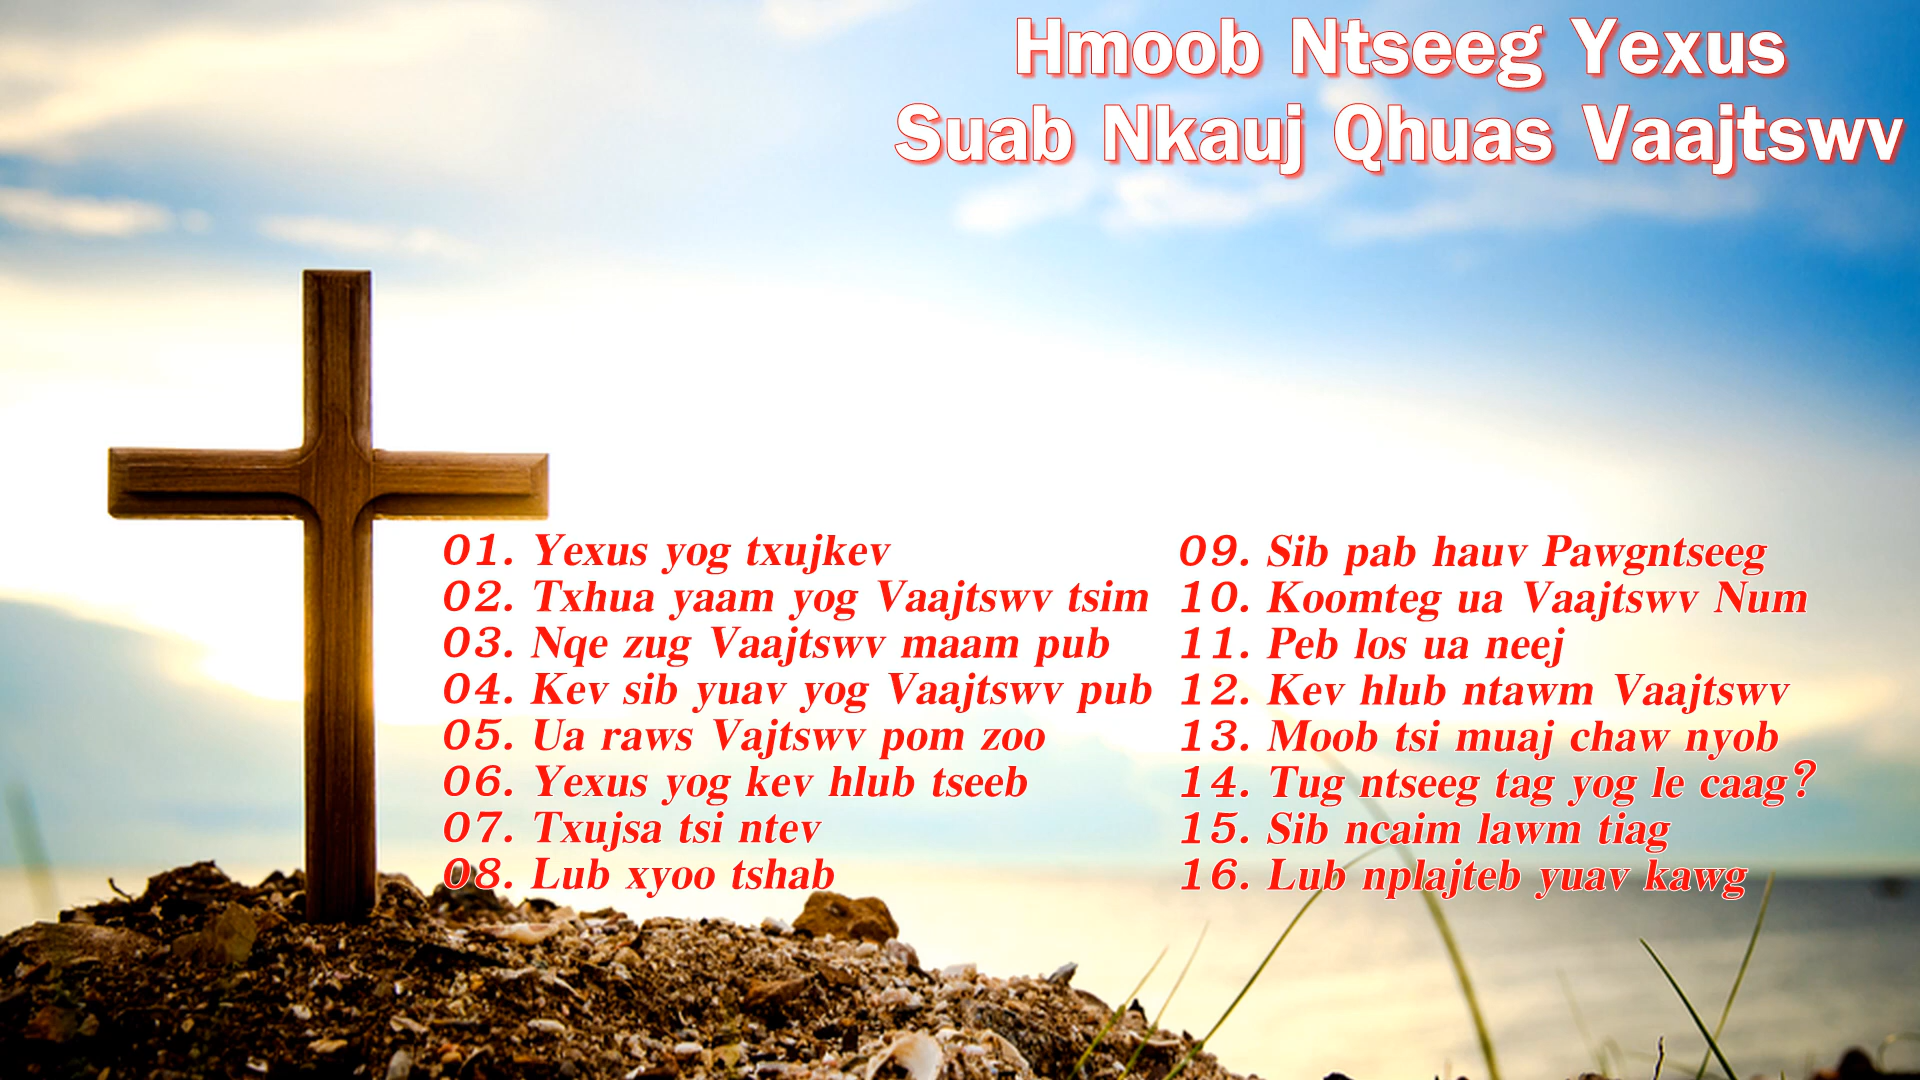 Hmoob Ntseeg Yexus
Suab Nkauj Qhuas Vaajtswv
01. Yexus yog txujkev
02. Txhua yaam yog Vaajtswv tsim
03. Nqe zug Vaajtswv maam pub
04. Kev sib yuav yog Vaajtswv pub
05. Ua raws Vajtswv pom zoo
06. Yexus yog kev hlub tseeb
07. Txujsa tsi ntev
08. Lub xyoo tshab
09. Sib pab hauv Pawgntseeg
10. Koomteg ua Vaajtswv Num
11. Peb los ua neej
12. Kev hlub ntawm Vaajtswv
13. Moob tsi muaj chaw nyob
14. Tug ntseeg tag yog le caag?
15. Sib ncaim lawm tiag
16. Lub nplajteb yuav kawg